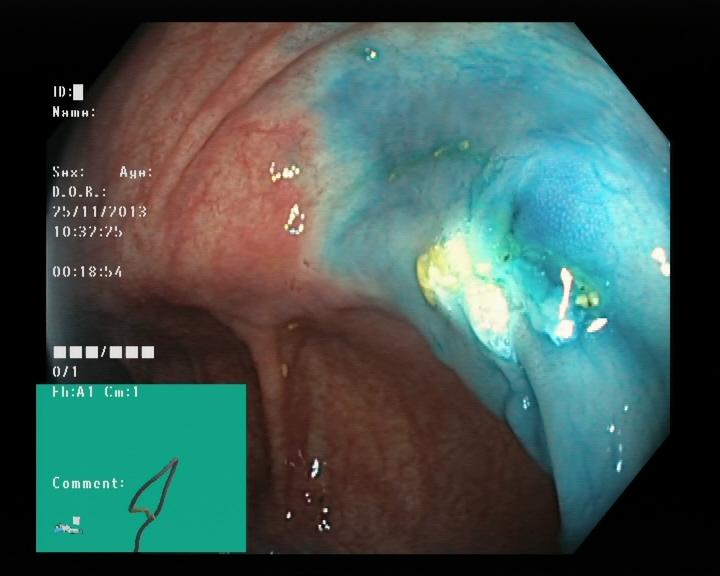 ID:
Name:
Sex: Age:
D.O.B.:
25/11/2013
10:32:25
00:18:54
■■■/■■■
0/1
Eh:A1 Cm:1
Comment: